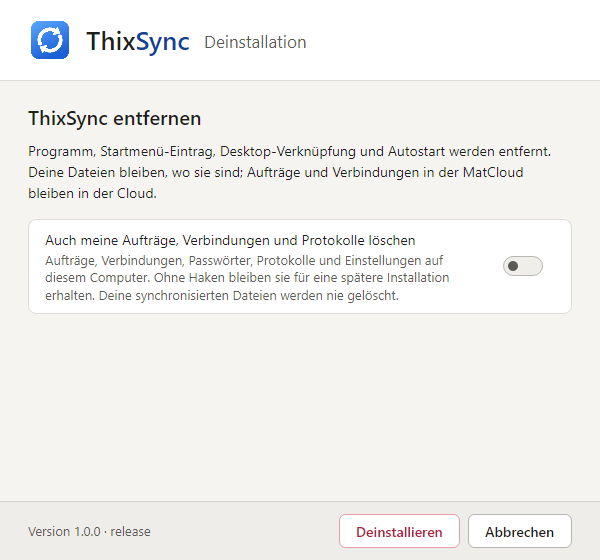 ThixSync Deinstallation
ThixSync entfernen
Programm, Startmenü-Eintrag, Desktop-Verknüpfung und Autostart werden entfernt.
Deine Dateien bleiben, wo sie sind; Aufträge und Verbindungen in der MatCloud
bleiben in der Cloud.
Auch meine Aufträge, Verbindungen und Protokolle löschen
Aufträge, Verbindungen, Passwörter, Protokolle und Einstellungen auf
diesem Computer. Ohne Haken bleiben sie für eine spätere Installation
erhalten. Deine synchronisierten Dateien werden nie gelöscht.
Version 1.0.0 · release
Deinstallieren
Abbrechen